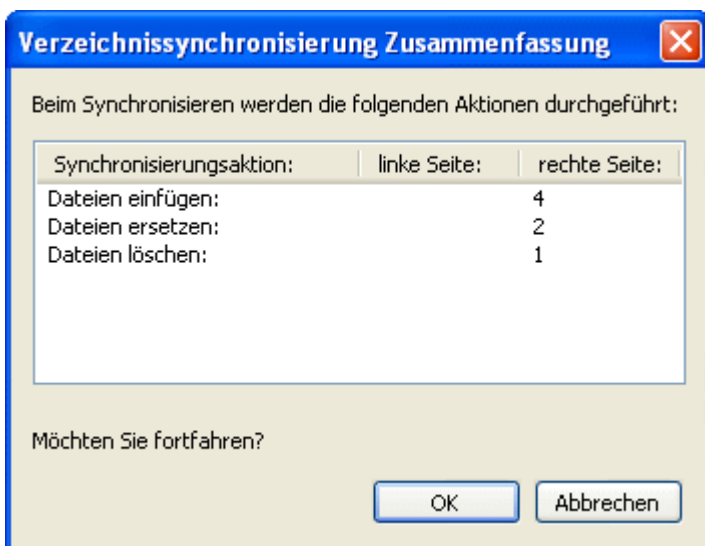 Verzeichnissynchronisierung Zusammenfassung
Beim Synchronisieren werden die folgenden Aktionen durchgeführt:
Synchronisierungsaktion: linke Seite: rechte Seite:
Dateien einfügen: 4
Dateien ersetzen: 2
Dateien löschen: 1
Möchten Sie fortfahren?
OK Abbrechen